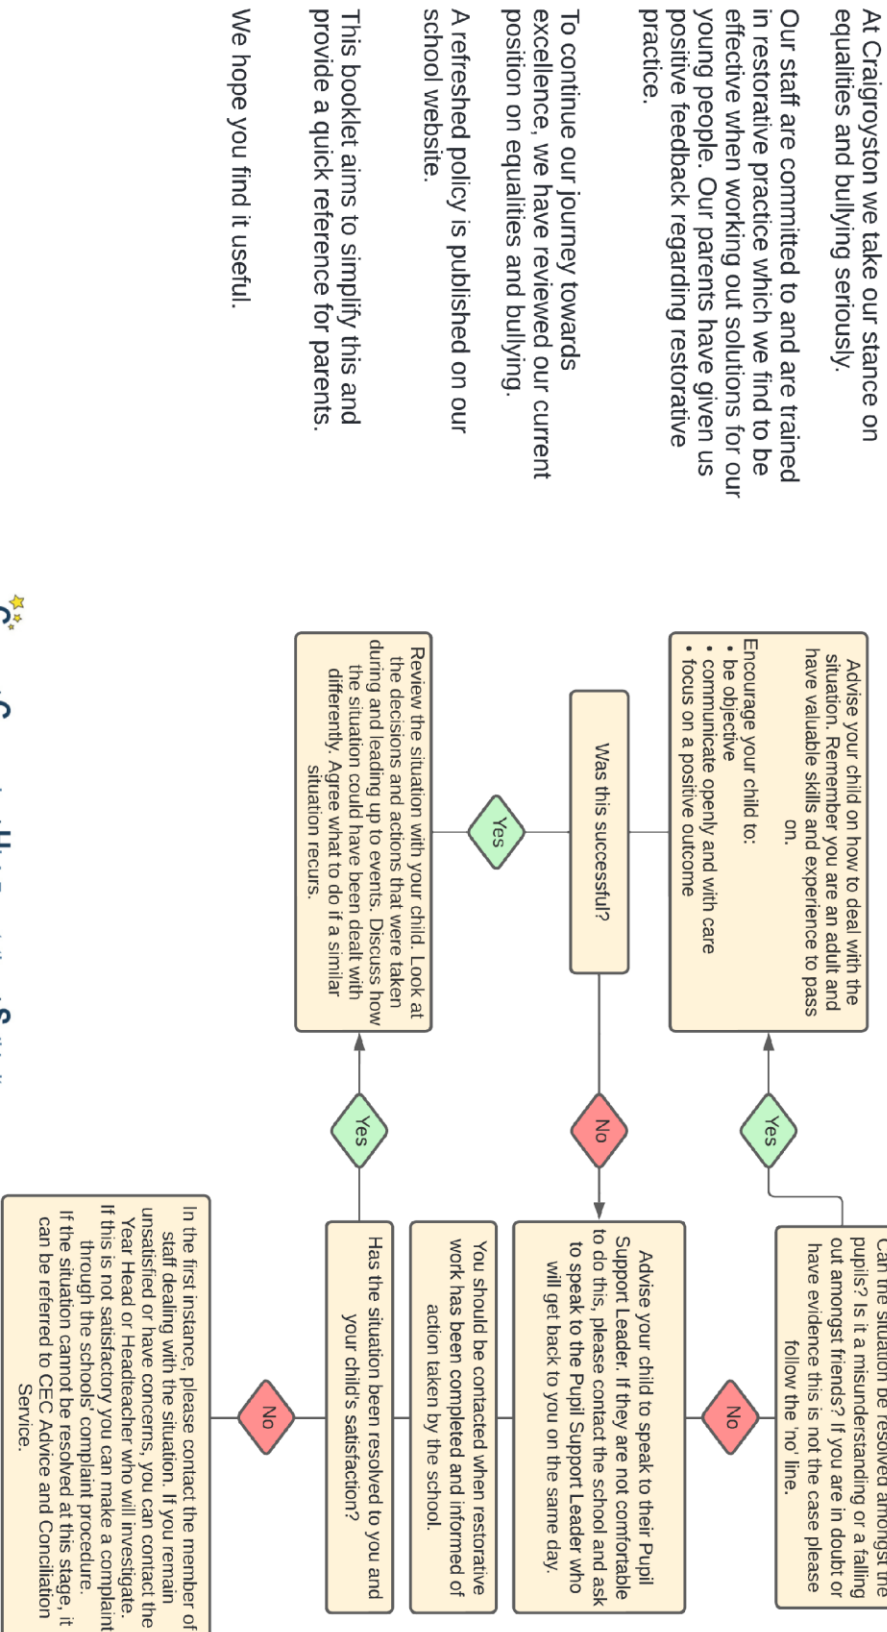 At Craigroyston we take our stance on
equalities and bullying seriously.
Our staff are committed to and are trained
in restorative practice which we find to be
effective when working out solutions for our
young people. Our parents have given us
positive feedback regarding restorative
practice.
To continue our journey towards
excellence, we have reviewed our current
position on equalities and bullying.
A refreshed policy is published on our
school website.
This booklet aims to simplify this and
provide a quick reference for parents.
We hope you find it useful.
Can the situation be resolved amongst the
pupils? Is it a misunderstanding or a falling
out amongst friends? If you are in doubt or
have evidence this is not the case please
follow the 'no' line.
Yes
No
Advise your child on how to deal with the
situation. Remember you are an adult and
have valuable skills and experience to pass
on.
Encourage your child to:
• be objective
• communicate openly and with care
• focus on a positive outcome
Was this successful?
No
Yes
Advise your child to speak to their Pupil
Support Leader. If they are not comfortable
to do this, please contact the school and ask
to speak to the Pupil Support Leader who
will get back to you on the same day.
You should be contacted when restorative
work has been completed and informed of
action taken by the school.
Has the situation been resolved to you and
your child's satisfaction?
Yes
No
Review the situation with your child. Look at
the decisions and actions that were taken
during and leading up to events. Discuss how
the situation could have been dealt with
differently. Agree what to do if a similar
situation recurs.
In the first instance, please contact the member of
staff dealing with the situation. If you remain
unsatisfied or have concerns, you can contact the
Year Head or Headteacher who will investigate.
If this is not satisfactory you can make a complaint
through the schools' complaint procedure.
If the situation cannot be resolved at this stage, it
can be referred to CEC Advice and Conciliation
Service.